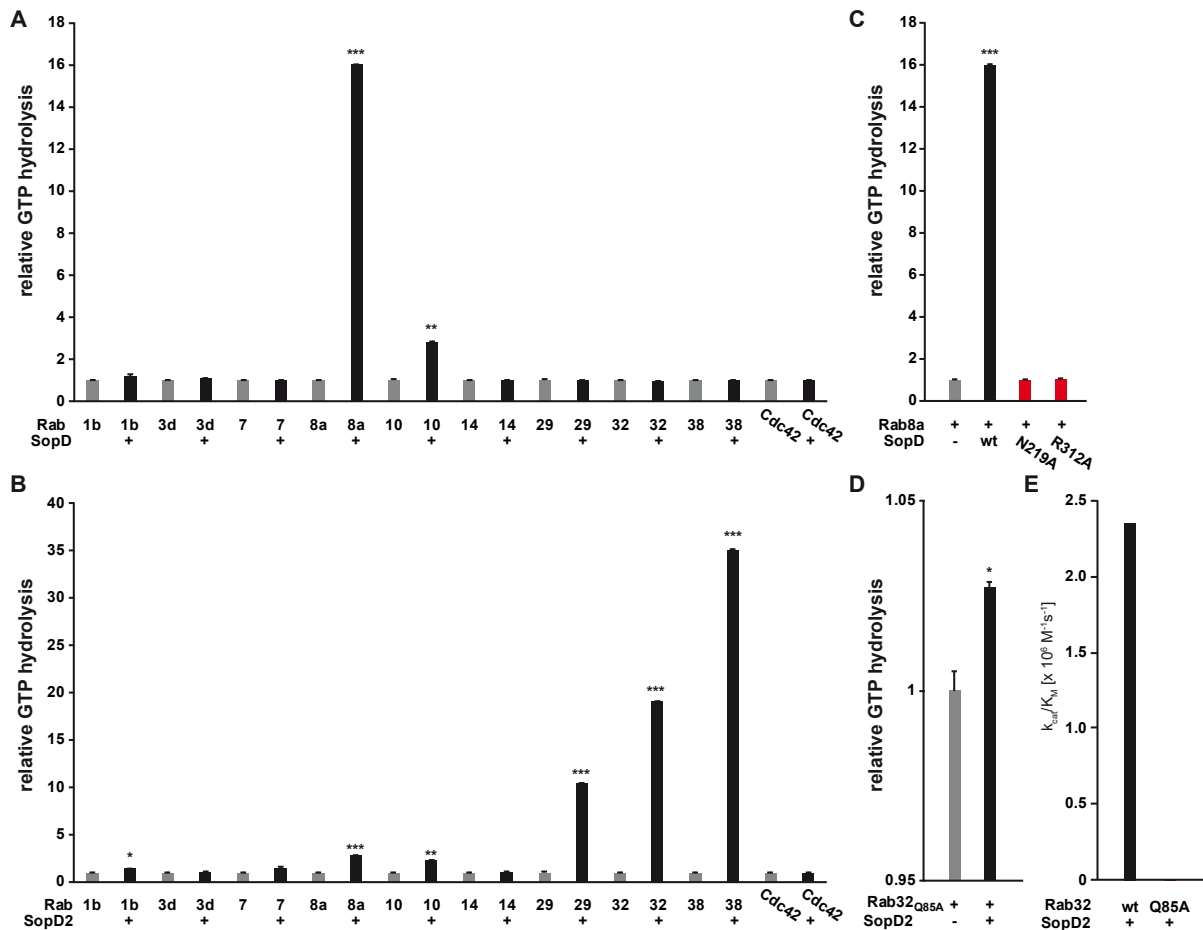 A
relative GTP hydrolysis
18
16
14
12
10
8
6
4
2
0
***
**
Rab 1b 1b 3d 3d 7 7 8a 8a 10 10 14 14 29 29 32 32 38 38 Cdc42 Cdc42
SopD + + + + + + + + + +
C
relative GTP hydrolysis
18
16
14
12
10
8
6
4
2
0
***
Rab8a + + + +
SopD - wt N219A R312A
B
relative GTP hydrolysis
40
35
30
25
20
15
10
5
0
*
***
**
***
***
***
Rab 1b 1b 3d 3d 7 7 8a 8a 10 10 14 14 29 29 32 32 38 38 Cdc42 Cdc42
SopD2 + + + + + + + + + +
D
relative GTP hydrolysis
1.05
1
0.95
*
Rab32Q85A + +
SopD2 - +
E
kcat/KM [x 10⁶ M⁻¹s⁻¹]
2.5
2.0
1.5
1.0
0.5
0
Rab32 wt Q85A
SopD2 + +